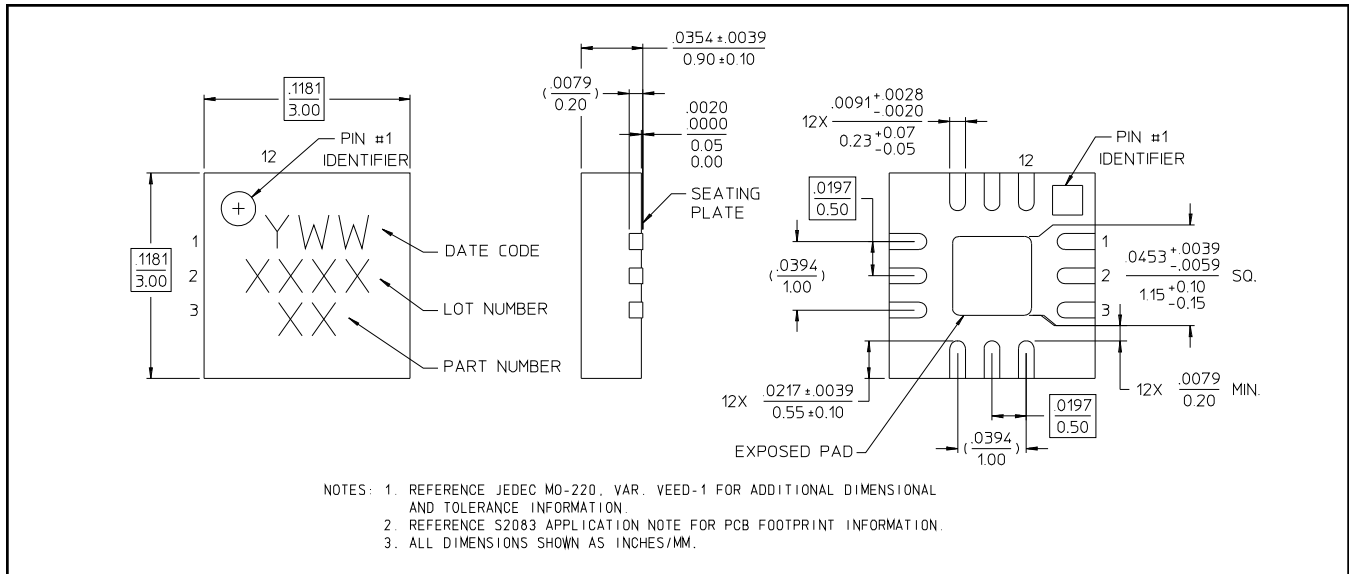 .1181
3.00
PIN #1
IDENTIFIER
12
.1181
3.00
1
2
3
YWW
XXXX
XX
DATE CODE
LOT NUMBER
PART NUMBER
.0354±.0039
0.90±0.10
(.0079
0.20)
.0020
.0000
0.05
0.00
SEATING
PLATE
12X .0091 +.0028
-.0020
0.23 +0.07
-0.05
12
PIN #1
IDENTIFIER
.0197
0.50
(.0394
1.00)
1
2
3
.0453 +.0039
-.0059 SQ.
1.15 +0.10
-0.15
12X .0217±.0039
0.55±0.10
12X .0079 MIN.
0.20
.0197
0.50
(.0394)
1.00
EXPOSED PAD
NOTES: 1. REFERENCE JEDEC MO-220, VAR. VEED-1 FOR ADDITIONAL DIMENSIONAL
AND TOLERANCE INFORMATION.
2. REFERENCE S2083 APPLICATION NOTE FOR PCB FOOTPRINT INFORMATION.
3. ALL DIMENSIONS SHOWN AS INCHES/MM.